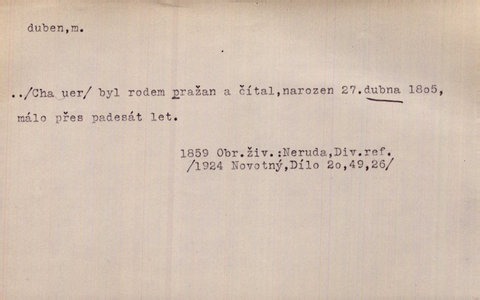 duben,m.
../Cha uer/ byl rodem pražan a čítal,narozen 27.dubna 18o5,
málo přes padesát let.
1859 Obr.živ.:Neruda,Div.ref.
/1924 Novotný,Dílo 2o,49,26/